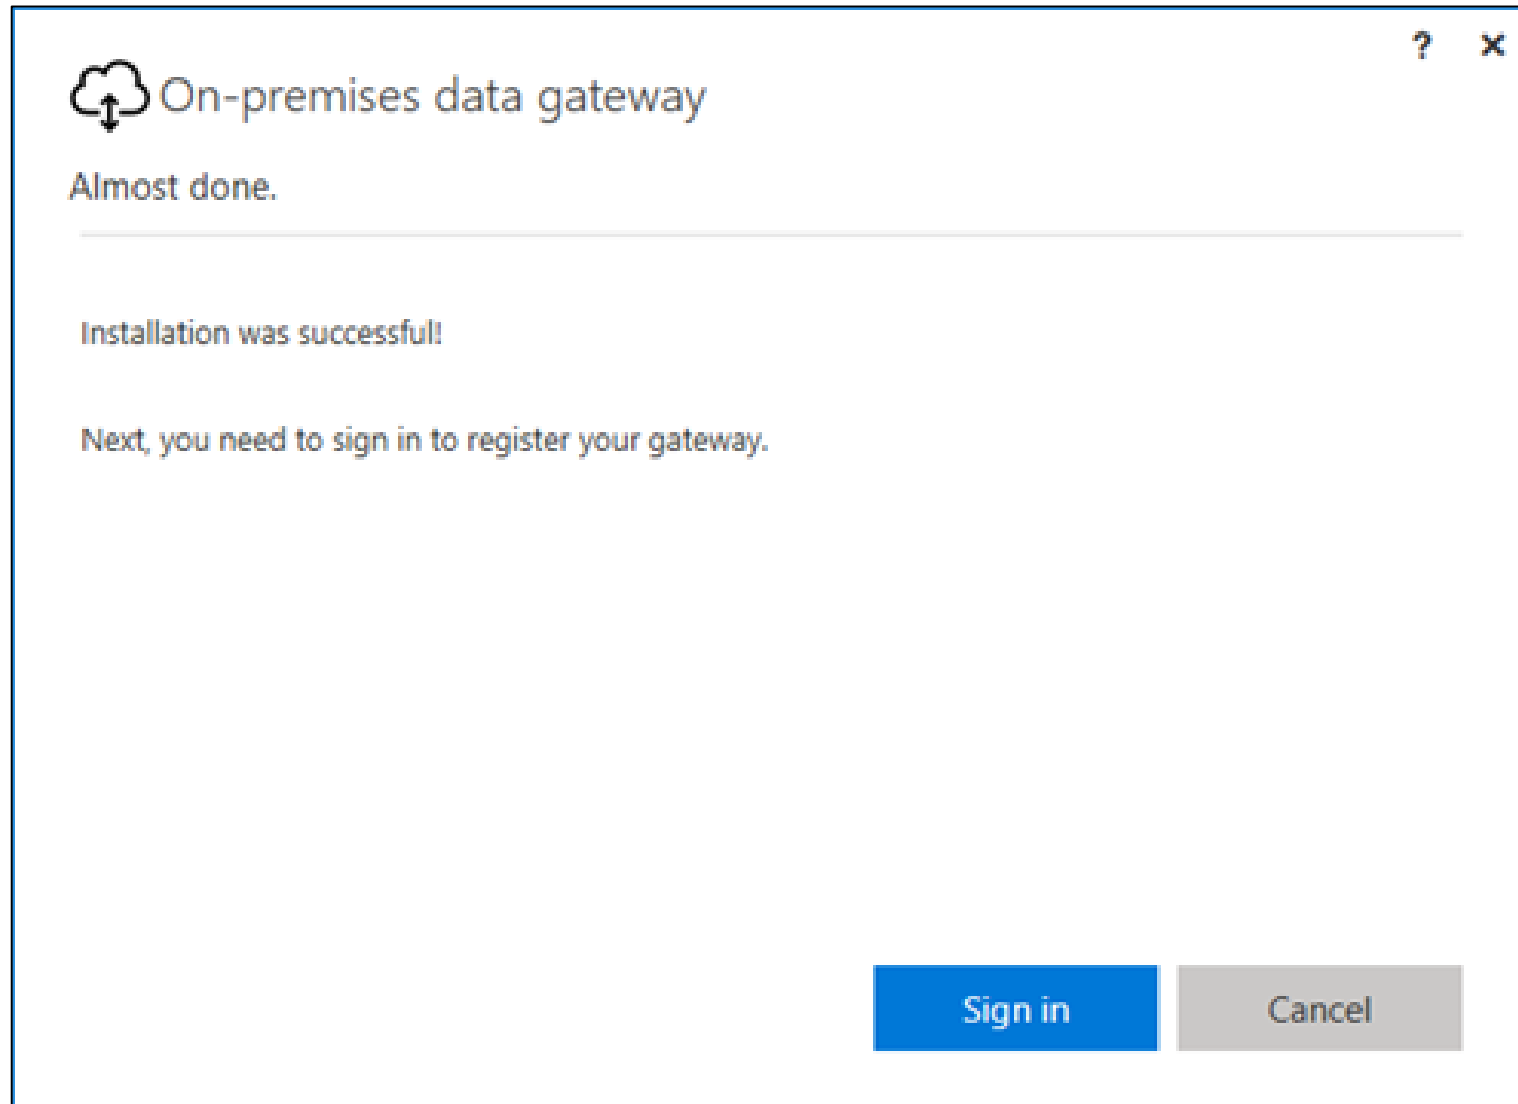 ? ×
On-premises data gateway
Almost done.
Installation was successful!
Next, you need to sign in to register your gateway.
Sign in
Cancel